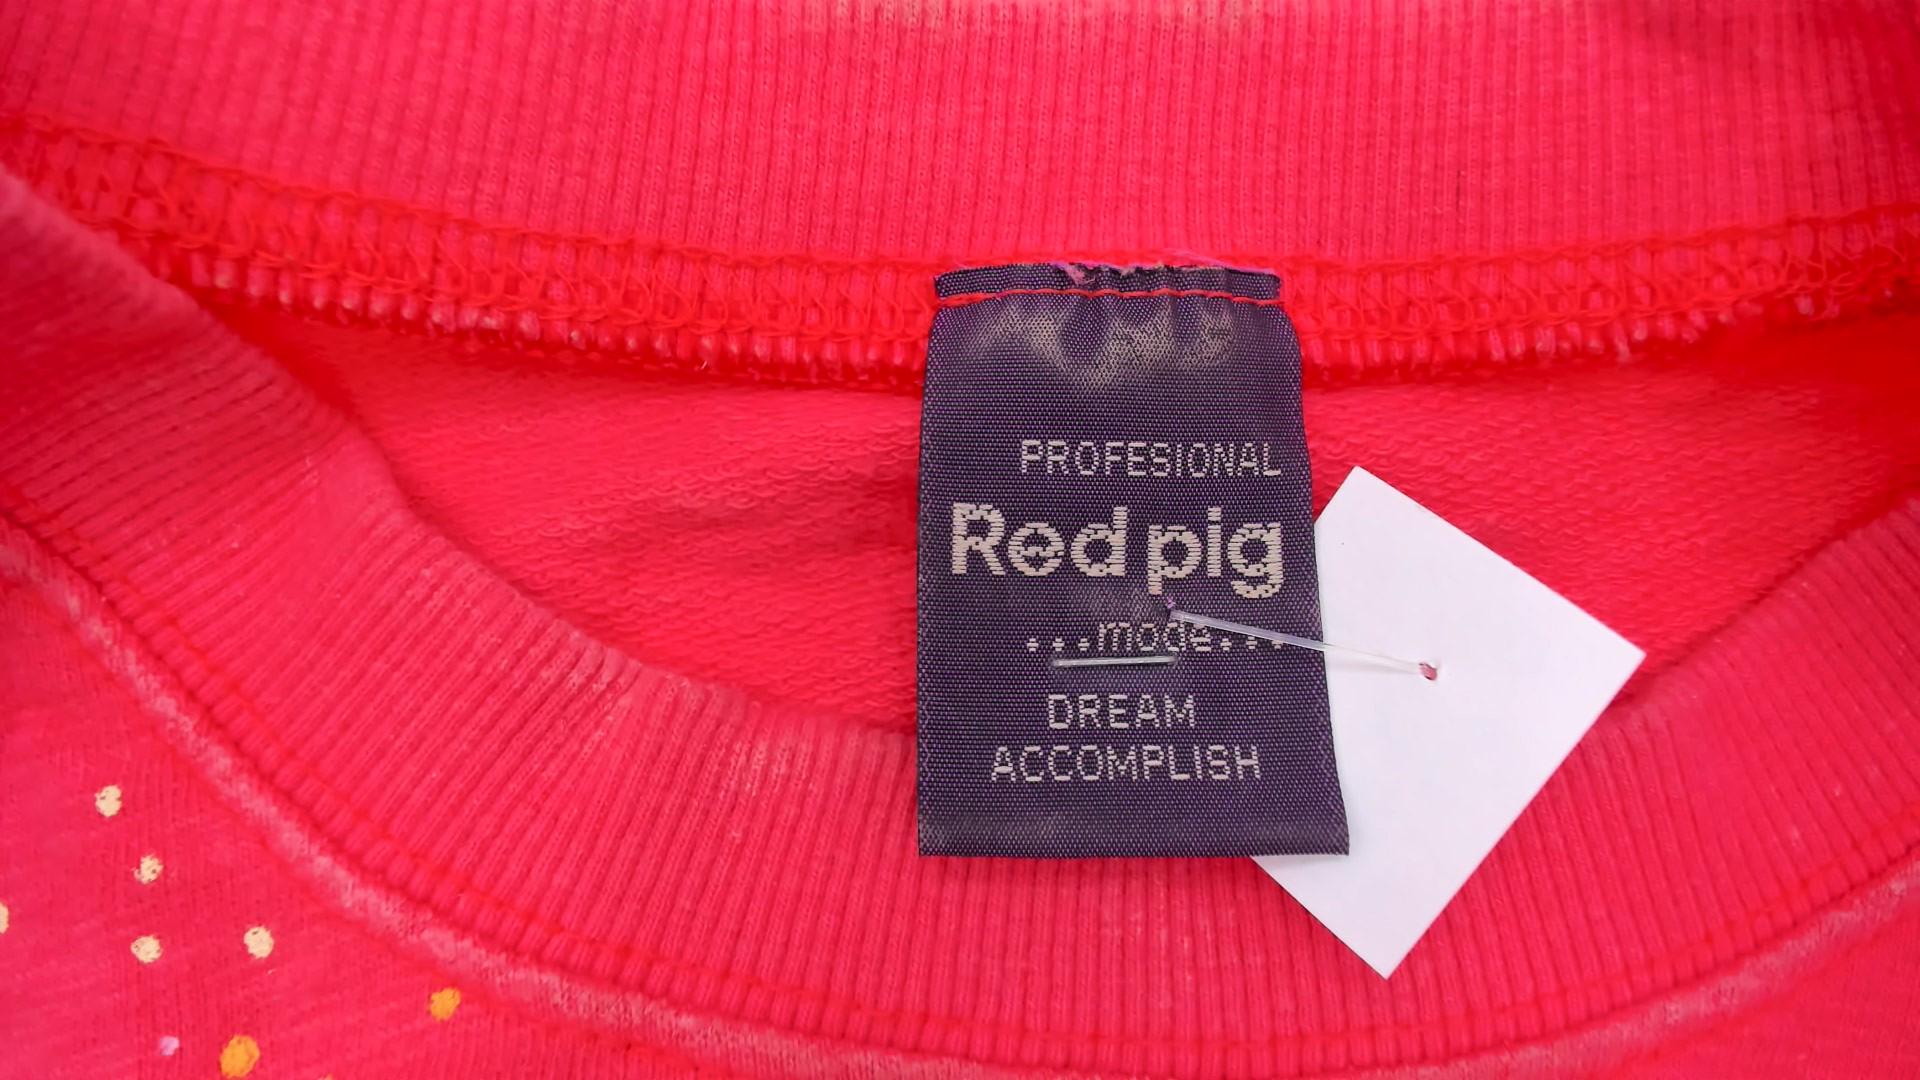 PROFESIONAL
Red pig
...mode...
DREAM
ACCOMPLISH